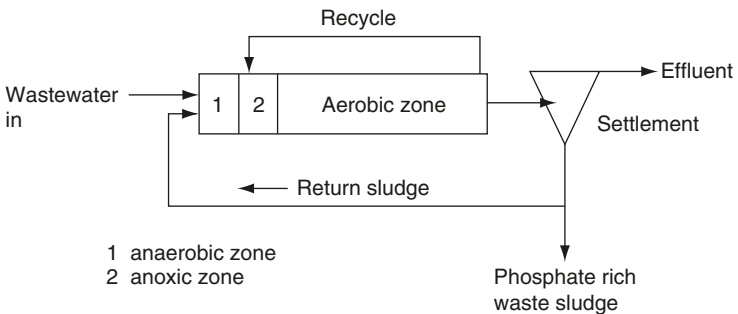 Recycle
Wastewater
in
1
2
Aerobic zone
Effluent
Settlement
Return sludge
1 anaerobic zone
2 anoxic zone
Phosphate rich
waste sludge